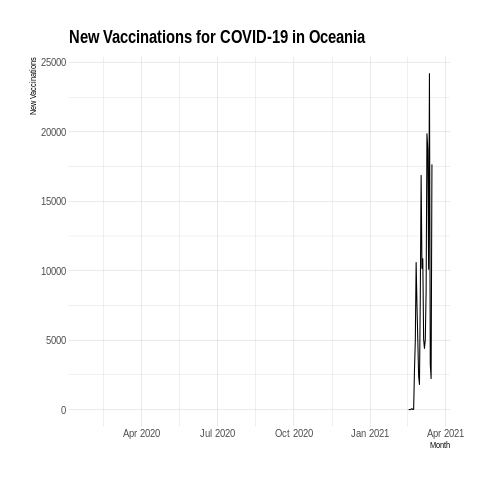 New Vaccinations for COVID-19 in Oceania
New Vaccinations
25000
20000
15000
10000
5000
0
Apr 2020 Jul 2020 Oct 2020 Jan 2021 Apr 2021
Month